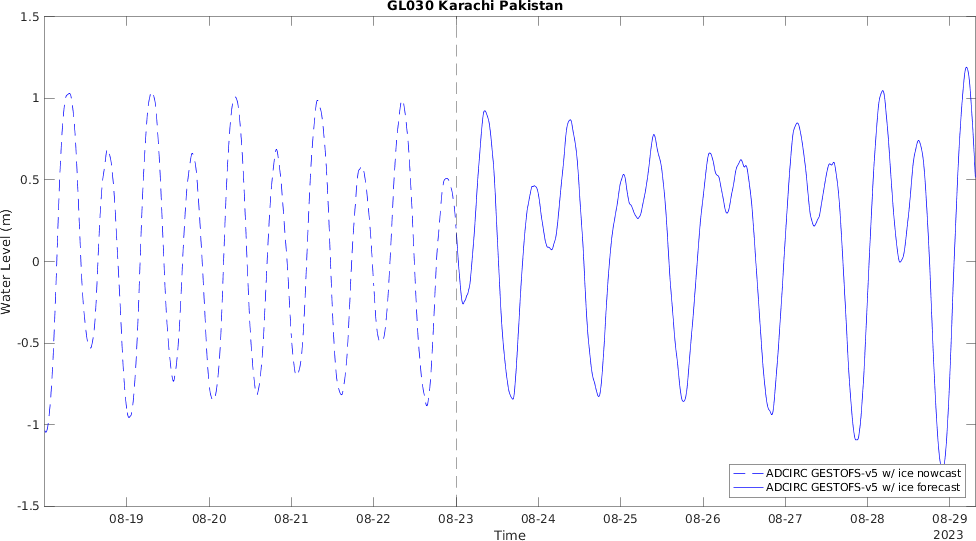 GL030 Karachi Pakistan
1.5
1
0.5
0
-0.5
-1
-1.5
Water Level (m)
ADCIRC GESTOFS-v5 w/ ice nowcast
ADCIRC GESTOFS-v5 w/ ice forecast
08-19 08-20 08-21 08-22 08-23 08-24 08-25 08-26 08-27 08-28 08-29
2023
Time